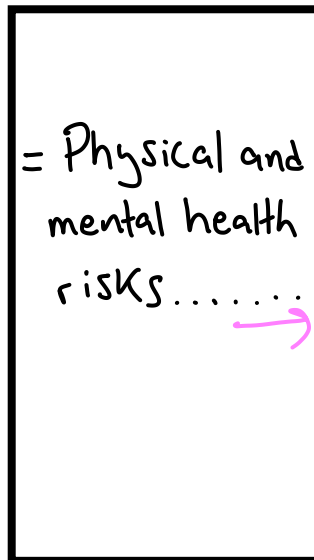 = Physical and
mental health
risks.......